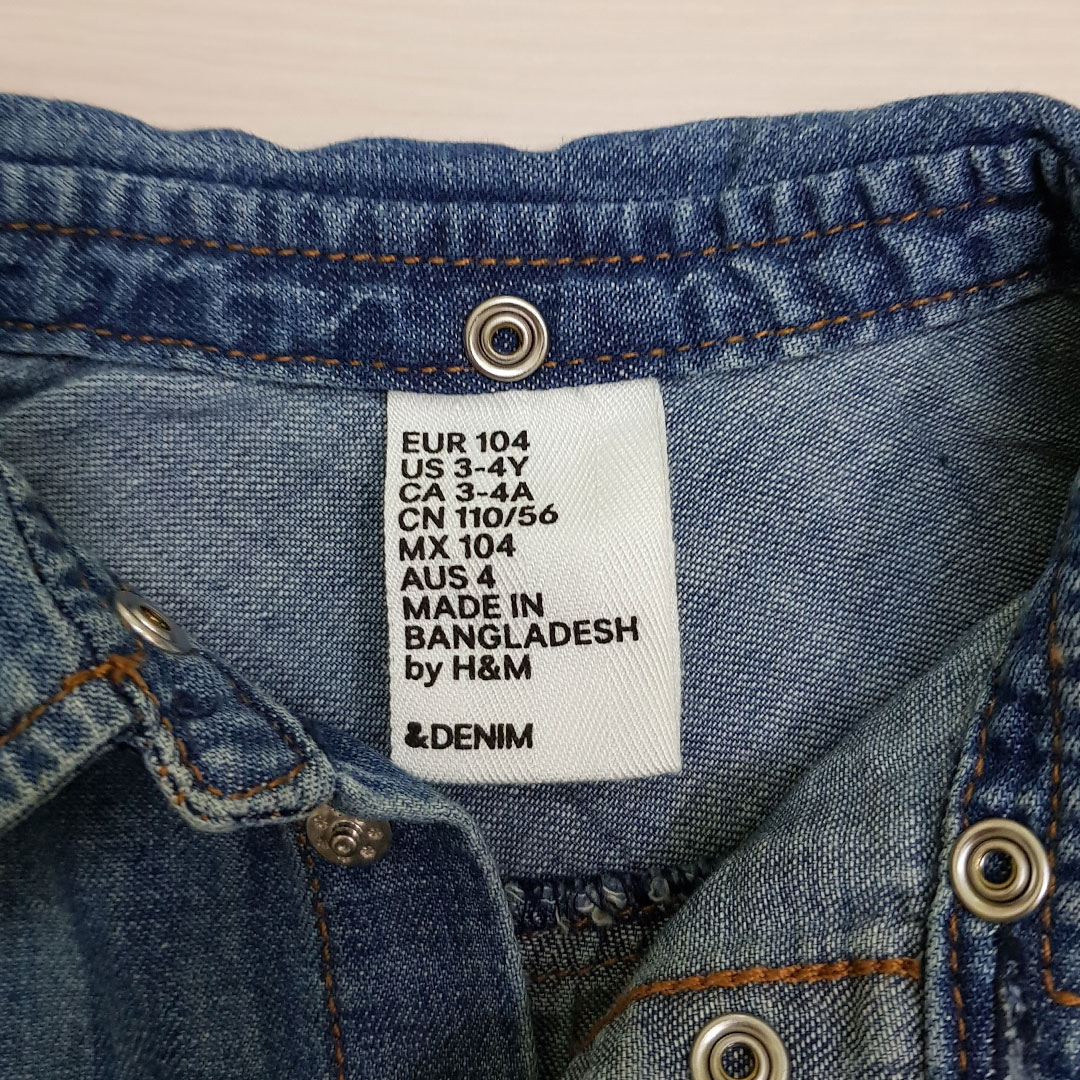 EUR 104
US 3-4Y
CA 3-4A
CN 110/56
MX 104
AUS 4
MADE IN
BANGLADESH
by H&M
&DENIM